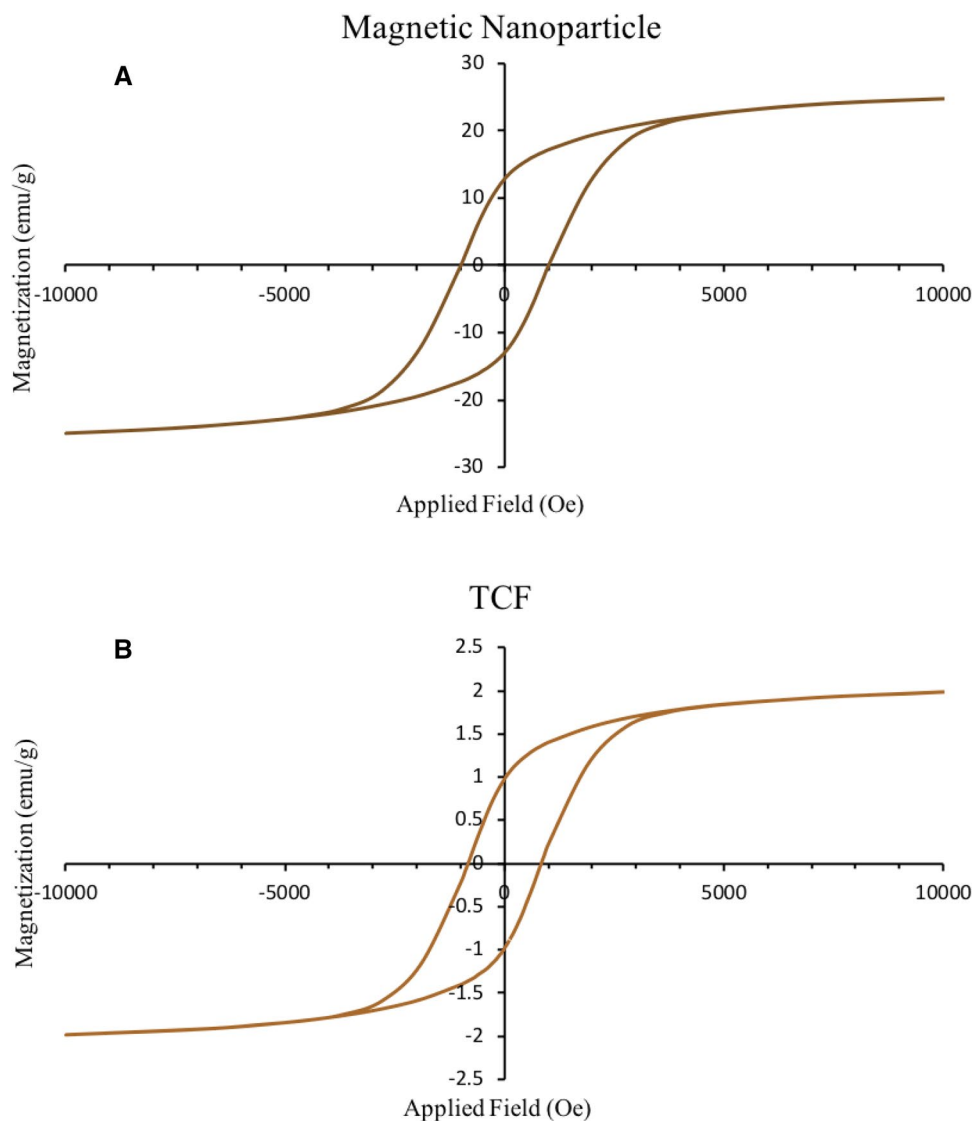 Magnetic Nanoparticle
A
30
20
10
0
-10
-20
-30
-10000 -5000 0 5000 10000
Magnetization (emu/g)
Applied Field (Oe)
TCF
B
2.5
2
1.5
1
0.5
0
-0.5
-1
-1.5
-2
-2.5
-10000 -5000 0 5000 10000
Magnetization (emu/g)
Applied Field (Oe)